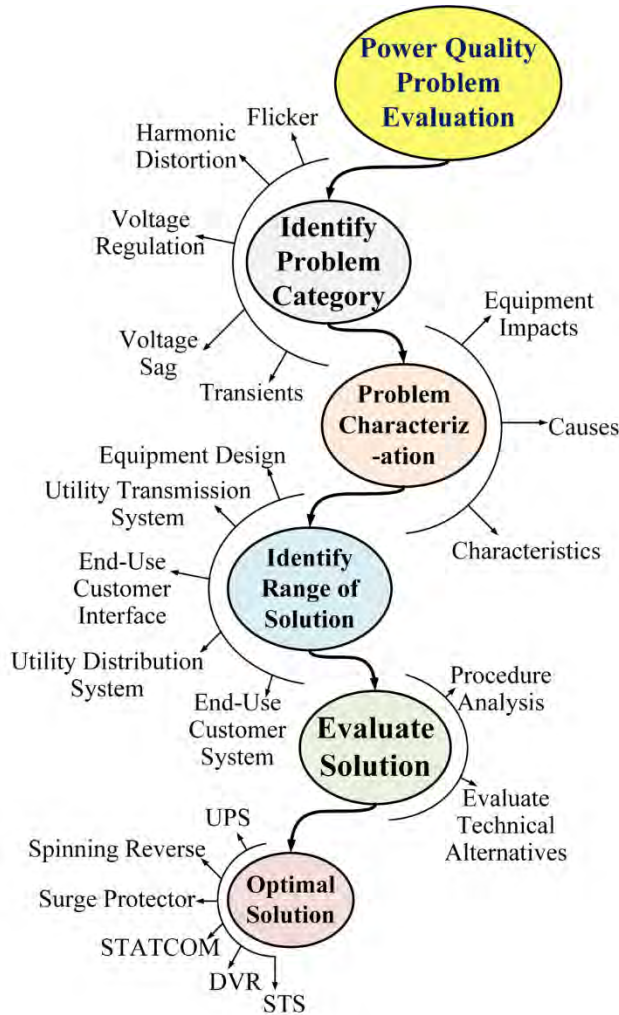 Power Quality
Problem
Evaluation
Flicker
Harmonic
Distortion
Voltage
Regulation
Voltage
Sag
Transients
Identify
Problem
Category
Equipment
Impacts
Causes
Characteristics
Problem
Characteriz
-ation
Equipment Design
Utility Transmission
System
End-Use
Customer
Interface
Utility Distribution
System
End-Use
Customer
System
Identify
Range of
Solution
Procedure
Analysis
Evaluate
Technical
Alternatives
Evaluate
Solution
UPS
Spinning Reverse
Surge Protector
STATCOM
DVR
STS
Optimal
Solution